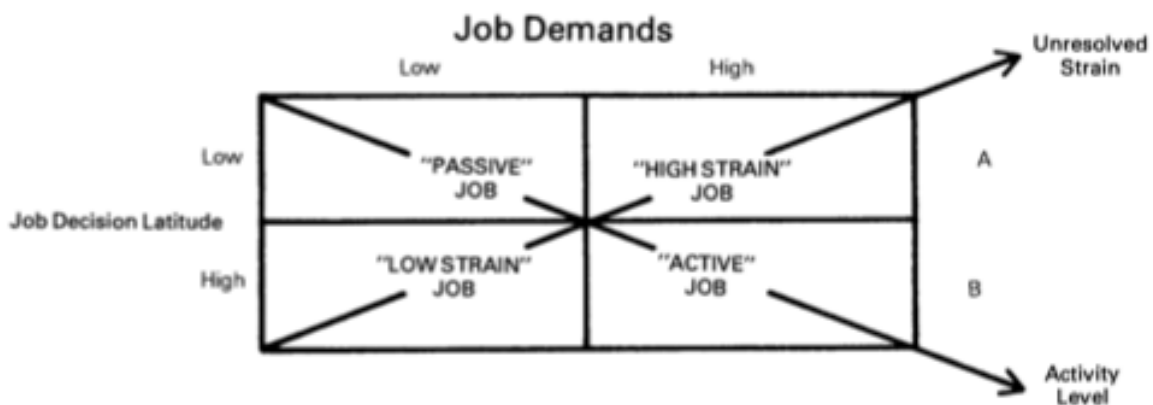 Job Demands
Low
High
Unresolved
Strain
Low
"PASSIVE"
JOB
"HIGH STRAIN"
JOB
A
Job Decision Latitude
High
"LOW STRAIN"
JOB
"ACTIVE"
JOB
B
Activity
Level